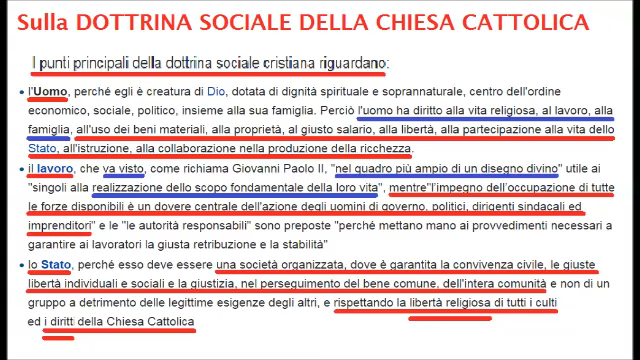 Sulla DOTTRINA SOCIALE DELLA CHIESA CATTOLICA
I punti principali della dottrina sociale cristiana riguardano:
• l'Uomo, perché egli è creatura di Dio, dotata di dignità spirituale e soprannaturale, centro dell'ordine
economico, sociale, politico, insieme alla sua famiglia. Perciò l'uomo ha diritto alla vita religiosa, al lavoro, alla
famiglia, all'uso dei beni materiali, alla proprietà, al giusto salario, alla libertà, alla partecipazione alla vita dello
Stato, all'istruzione, alla collaborazione nella produzione della ricchezza.
• il lavoro, che va visto, come richiama Giovanni Paolo II, "nel quadro più ampio di un disegno divino" utile ai
"singoli alla realizzazione dello scopo fondamentale della loro vita", mentre"l'impegno dell'occupazione di tutte
le forze disponibili è un dovere centrale dell'azione degli uomini di governo, politici, dirigenti sindacali ed
imprenditori" e le "le autorità responsabili" sono preposte "perché mettano mano ai provvedimenti necessari a
garantire ai lavoratori la giusta retribuzione e la stabilità"
• lo Stato, perché esso deve essere una società organizzata, dove è garantita la convivenza civile, le giuste
libertà individuali e sociali e la giustizia, nel perseguimento del bene comune, dell'intera comunità e non di un
gruppo a detrimento delle legittime esigenze degli altri, e rispettando la libertà religiosa di tutti i culti
ed i diritti della Chiesa Cattolica